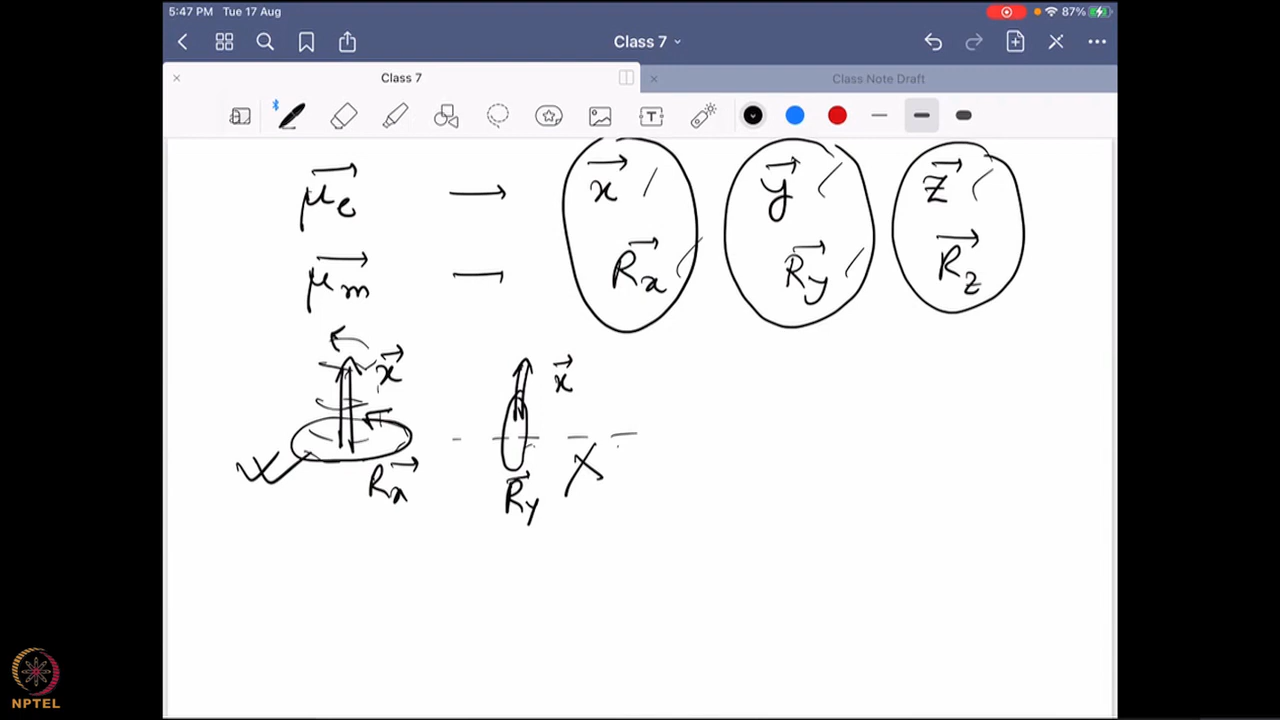 5:47 PM Tue 17 Aug
87%
Class 7
Class 7
Class Note Draft
T
μe → x y z
μm — Rx Ry Rz
x x
Rx Ry
NPTEL